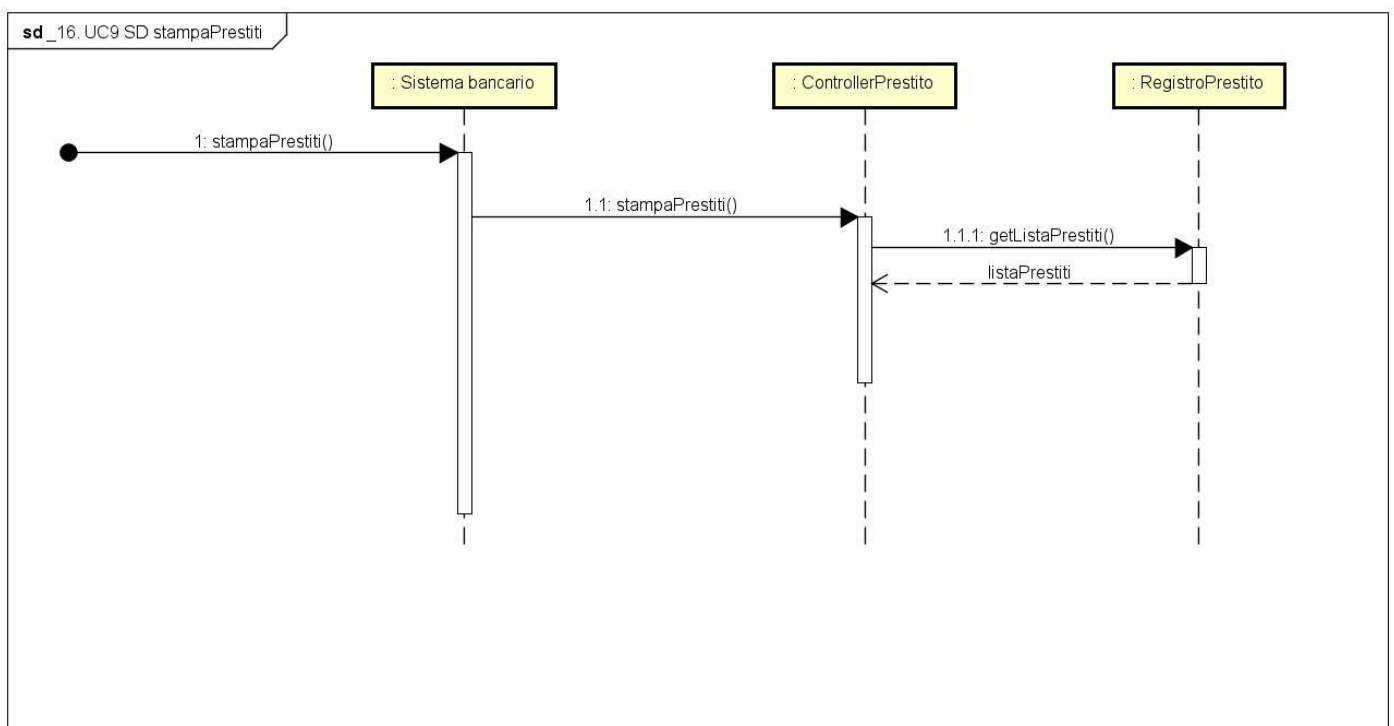 sd _16. UC9 SD stampaPrestiti
: Sistema bancario
: ControllerPrestito
: RegistroPrestito
1: stampaPrestiti()
1.1: stampaPrestiti()
1.1.1: getListaPrestiti()
listaPrestiti